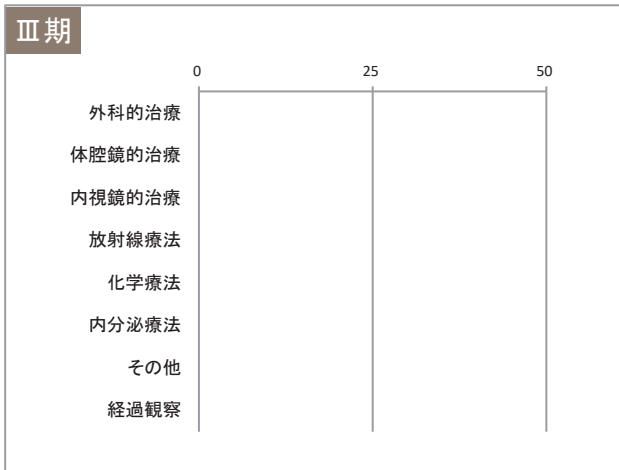 Ⅲ期
0 25 50
外科的治療
体腔鏡的治療
内視鏡的治療
放射線療法
化学療法
内分泌療法
その他
経過観察